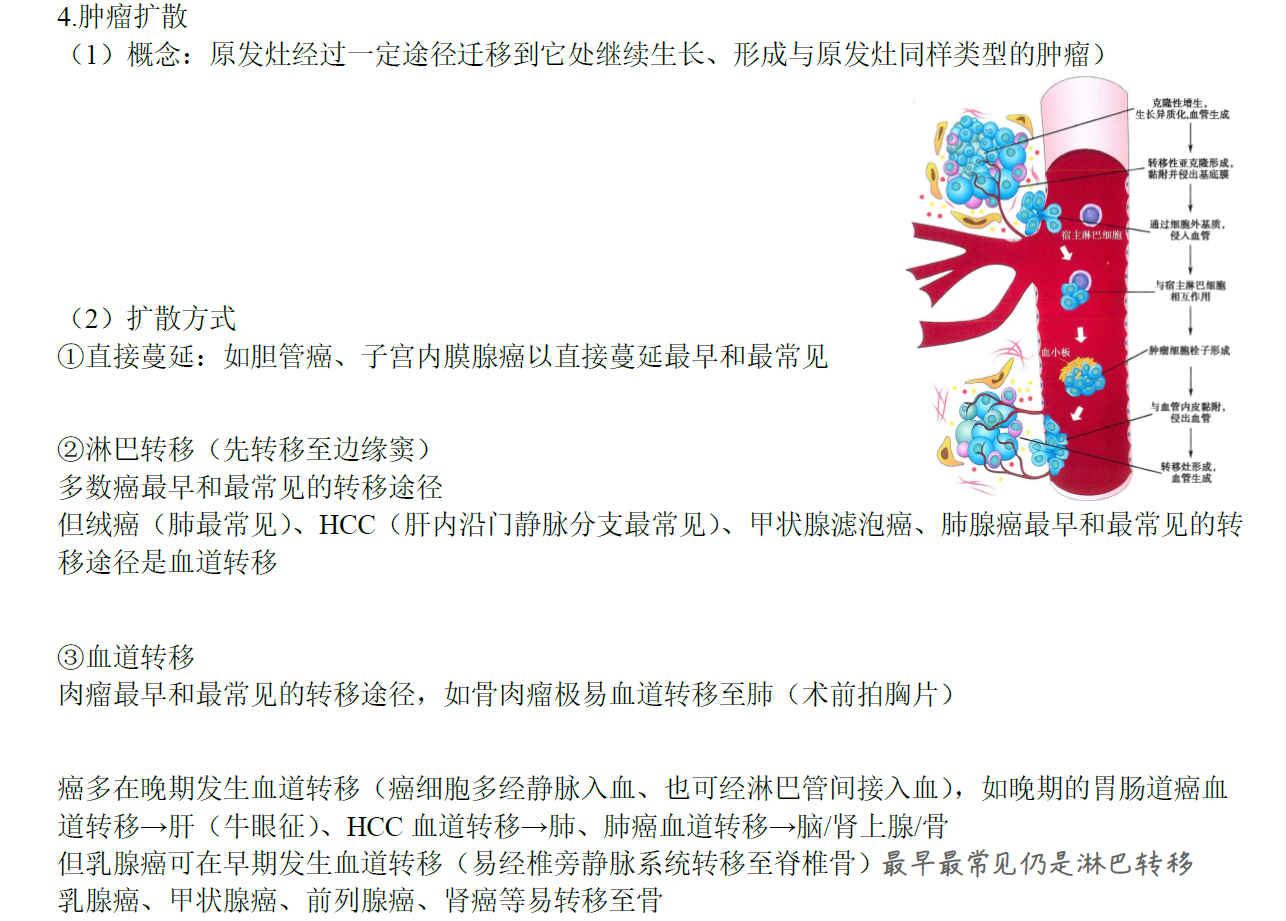 4.肿瘤扩散
（1）概念：原发灶经过一定途径迁移到它处继续生长、形成与原发灶同样类型的肿瘤）
克隆性增生，
生长异质化,血管生成
转移性亚克隆形成，
黏附并侵出基底膜
通过细胞外基质，
侵入血管
宿主淋巴细胞
与宿主淋巴细胞
相互作用
血小板
肿瘤细胞栓子形成
与血管内皮黏附，
侵出血管
转移灶形成，
血管生成
（2）扩散方式
①直接蔓延：如胆管癌、子宫内膜腺癌以直接蔓延最早和最常见
②淋巴转移（先转移至边缘窦）
多数癌最早和最常见的转移途径
但绒癌（肺最常见）、HCC（肝内沿门静脉分支最常见）、甲状腺滤泡癌、肺腺癌最早和最常见的转
移途径是血道转移
③血道转移
肉瘤最早和最常见的转移途径，如骨肉瘤极易血道转移至肺（术前拍胸片）
癌多在晚期发生血道转移（癌细胞多经静脉入血、也可经淋巴管间接入血），如晚期的胃肠道癌血
道转移→肝（牛眼征）、HCC 血道转移→肺、肺癌血道转移→脑/肾上腺/骨
但乳腺癌可在早期发生血道转移（易经椎旁静脉系统转移至脊椎骨）最早最常见仍是淋巴转移
乳腺癌、甲状腺癌、前列腺癌、肾癌等易转移至骨